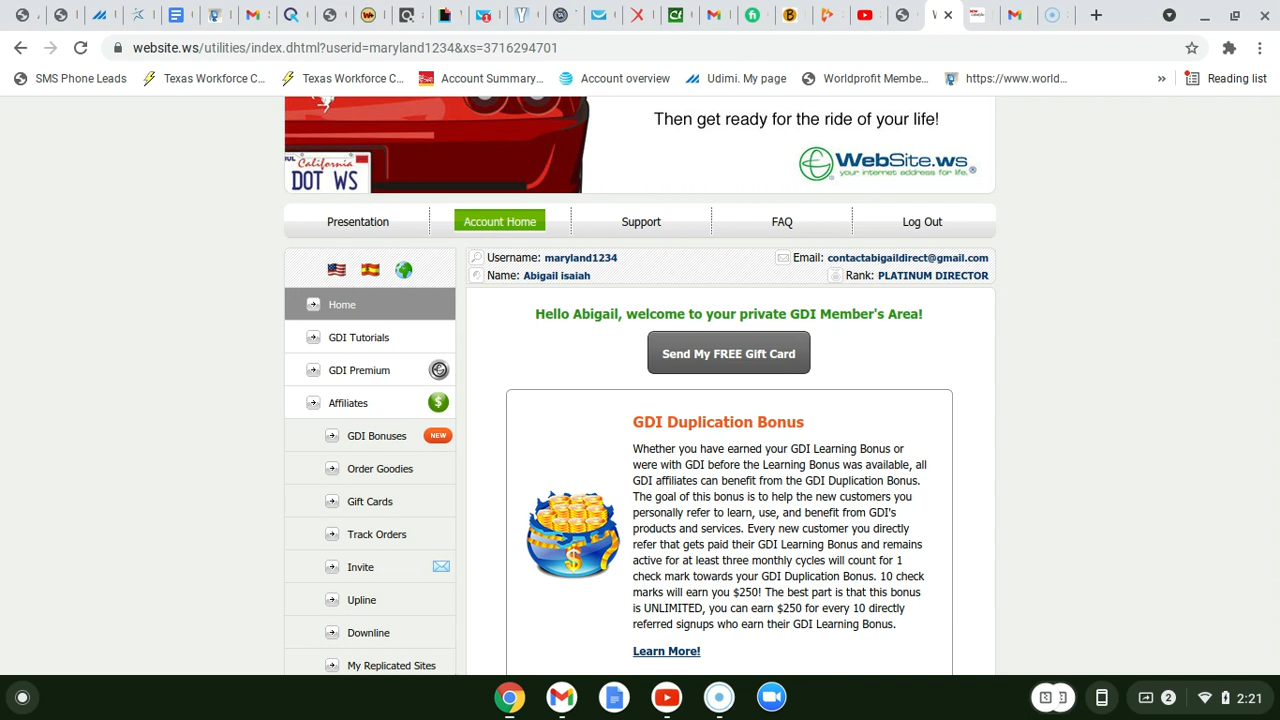 website.ws/utilities/index.dhtml?userid=maryland1234&xs=3716294701
SMS Phone Leads
Texas Workforce C...
Texas Workforce C...
Account Summary...
Account overview
Udimi. My page
Worldprofit Membe...
https://www.world...
»
Reading list
California
DOT WS
Then get ready for the ride of your life!
WebSite.ws
your internet address for life.
Presentation
Account Home
Support
FAQ
Log Out
Username: maryland1234
Email: contactabigaildirect@gmail.com
Name: Abigail isaiah
Rank: PLATINUM DIRECTOR
Home
GDI Tutorials
GDI Premium
Affiliates
GDI Bonuses
NEW
Order Goodies
Gift Cards
Track Orders
Invite
Upline
Downline
My Replicated Sites
Hello Abigail, welcome to your private GDI Member's Area!
Send My FREE Gift Card
GDI Duplication Bonus
Whether you have earned your GDI Learning Bonus or
were with GDI before the Learning Bonus was available, all
GDI affiliates can benefit from the GDI Duplication Bonus.
The goal of this bonus is to help the new customers you
personally refer to learn, use, and benefit from GDI's
products and services. Every new customer you directly
refer that gets paid their GDI Learning Bonus and remains
active for at least three monthly cycles will count for 1
check mark towards your GDI Duplication Bonus. 10 check
marks will earn you $250! The best part is that this bonus
is UNLIMITED, you can earn $250 for every 10 directly
referred signups who earn their GDI Learning Bonus.
Learn More!
2
2:21